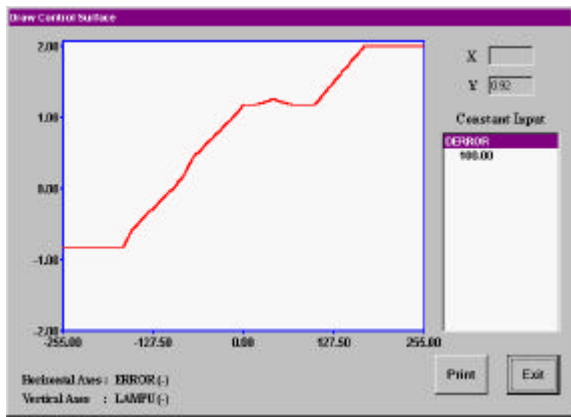 Draw Control Surface
2.00
1.00
0.00
-1.00
-2.00
-255.00 -127.50 0.00 127.50 255.00
X
Y 0.92
Constant Input
DERROR
100.00
Print Exit
Horizontal Axes : ERROR(-)
Vertical Axes : LAMPU(-)